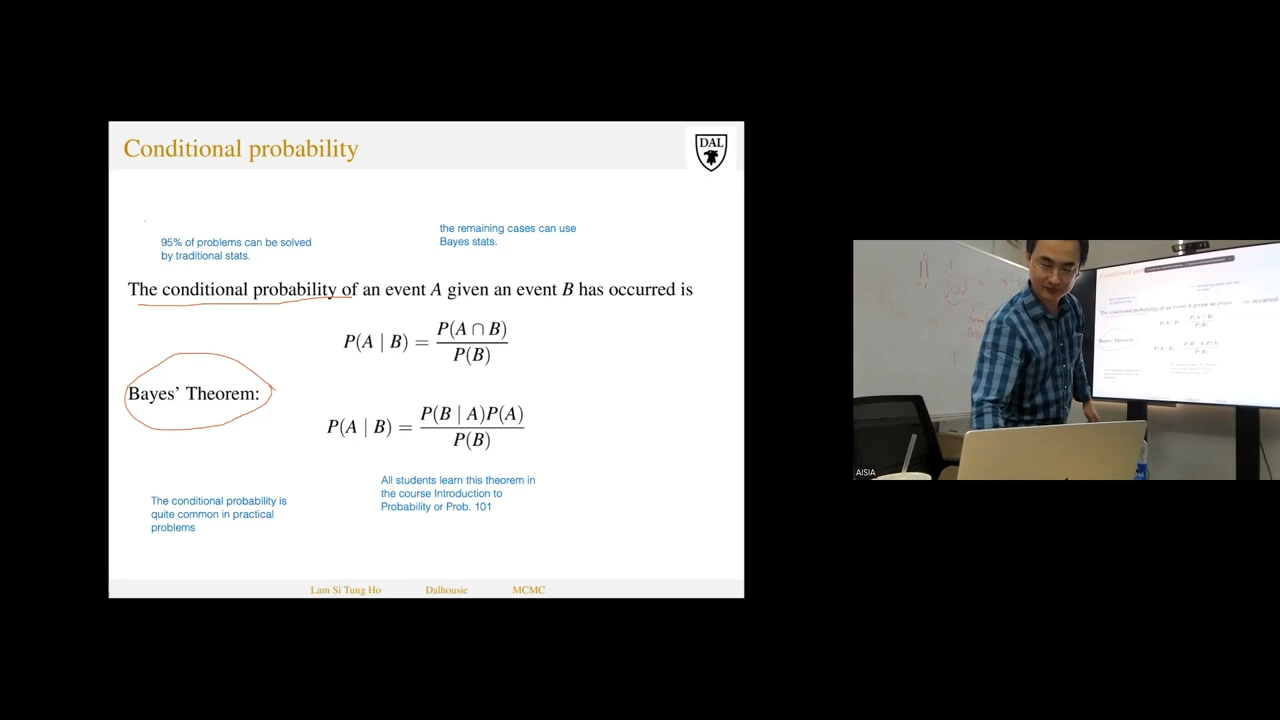 Conditional probability
DAL
95% of problems can be solved
by traditional stats.
the remaining cases can use
Bayes stats.
The conditional probability of an event A given an event B has occurred is
P(A | B) = P(A ∩ B) / P(B)
Bayes' Theorem:
P(A | B) = P(B | A)P(A) / P(B)
The conditional probability is
quite common in practical
problems
All students learn this theorem in
the course Introduction to
Probability or Prob. 101
Lam Si Tung Ho Dalhousie MCMC
AISIA